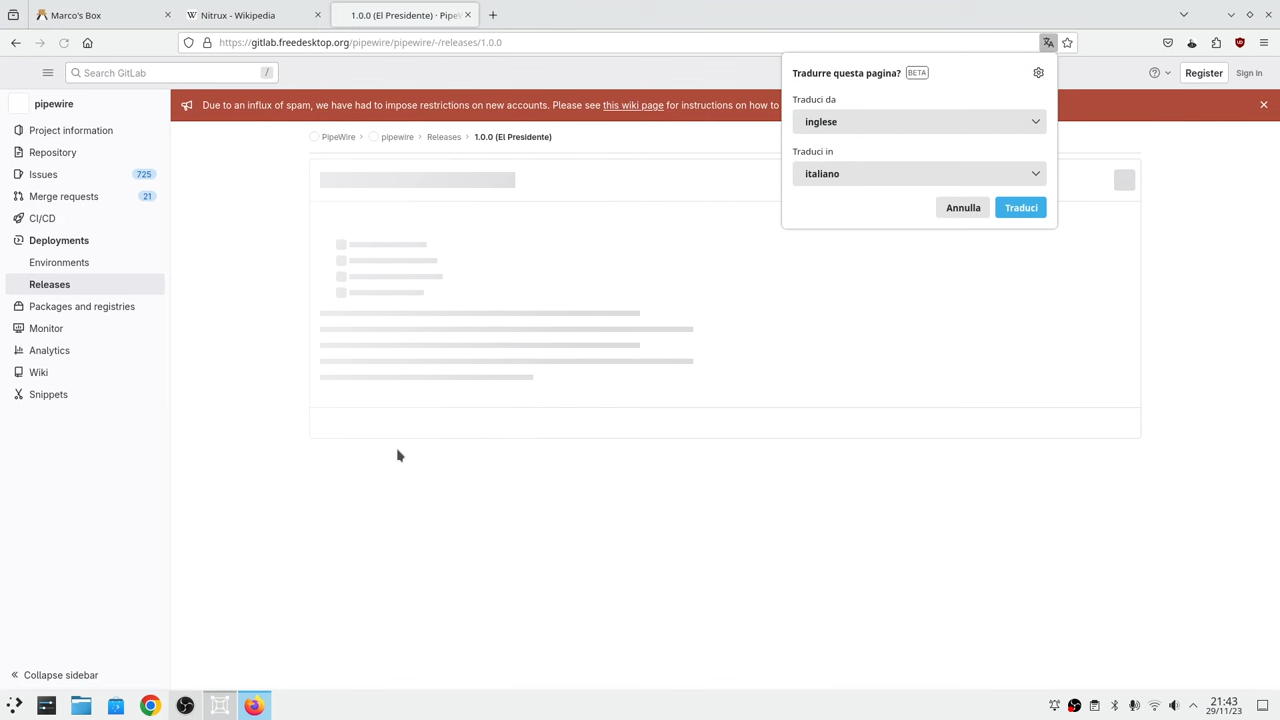 Marco's Box
Nitrux - Wikipedia
1.0.0 (El Presidente) · PipeW
https://gitlab.freedesktop.org/pipewire/pipewire/-/releases/1.0.0
Search GitLab
/
Register
Sign in
Tradurre questa pagina? BETA
Traduci da
inglese
Traduci in
italiano
Annulla
Traduci
Due to an influx of spam, we have had to impose restrictions on new accounts. Please see this wiki page for instructions on how to
PipeWire
pipewire
Releases
1.0.0 (El Presidente)
pipewire
Project information
Repository
Issues 725
Merge requests 21
CI/CD
Deployments
Environments
Releases
Packages and registries
Monitor
Analytics
Wiki
Snippets
Collapse sidebar
21:43
29/11/23